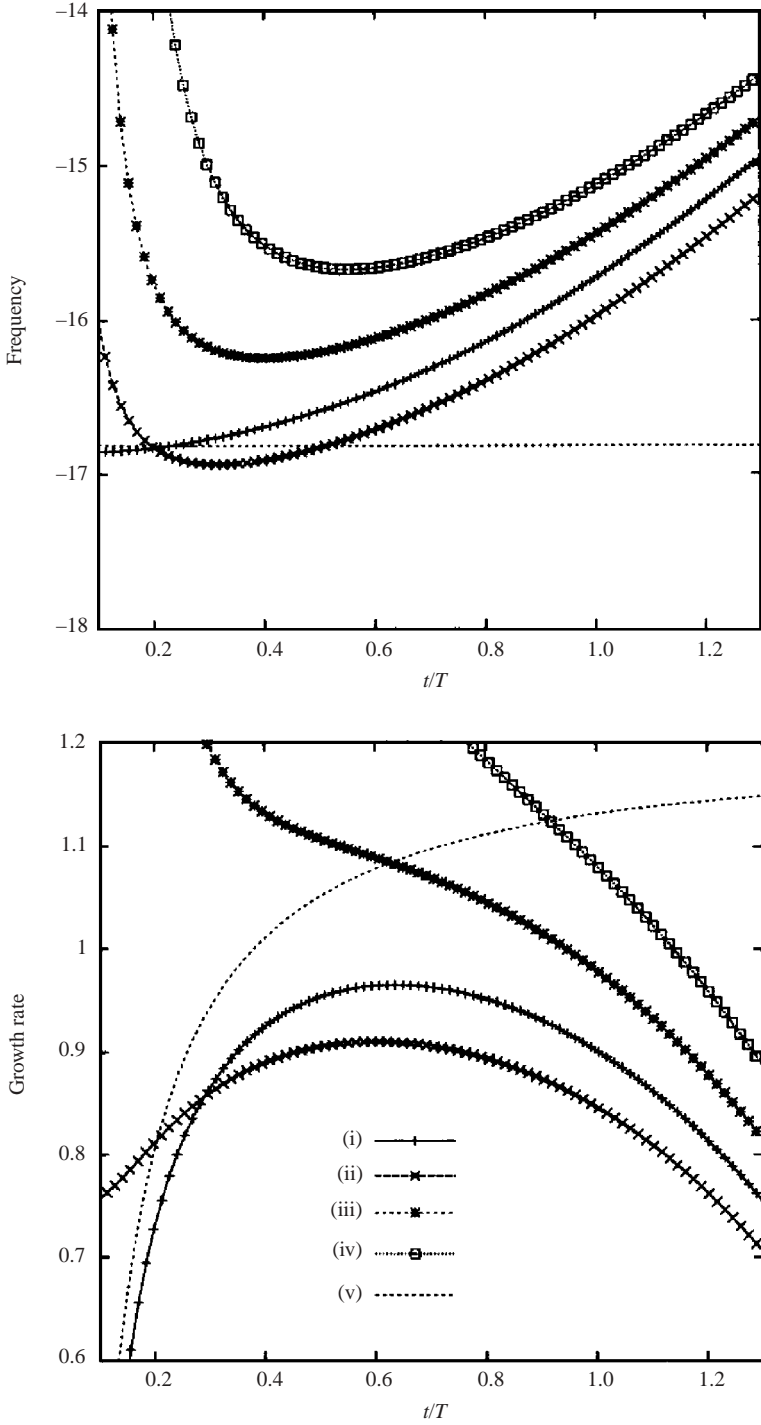 –14
–15
–16
–17
–18
Frequency
0.2 0.4 0.6 0.8 1.0 1.2
t/T
1.2
1.1
1
0.9
0.8
0.7
0.6
Growth rate
(i)
(ii)
(iii)
(iv)
(v)
0.2 0.4 0.6 0.8 1.0 1.2
t/T